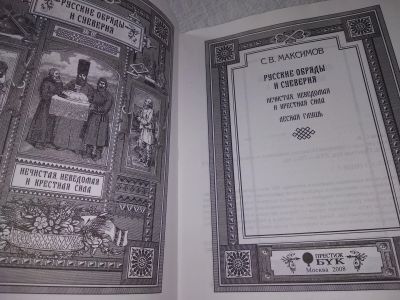 РУССКИЕ ОБРЯДЫ
И СУЕВЕРИЯ
НЕЧИСТАЯ НЕВЕДОМАЯ
И КРЕСТНАЯ СИЛА
С.В. МАКСИМОВ
РУССКИЕ ОБРЯДЫ
И СУЕВЕРИЯ
НЕЧИСТАЯ НЕВЕДОМАЯ
И КРЕСТНАЯ СИЛА
ЛЕСНАЯ ГЛУШЬ
ПРЕСТИЖ
БУК
Москва 2008